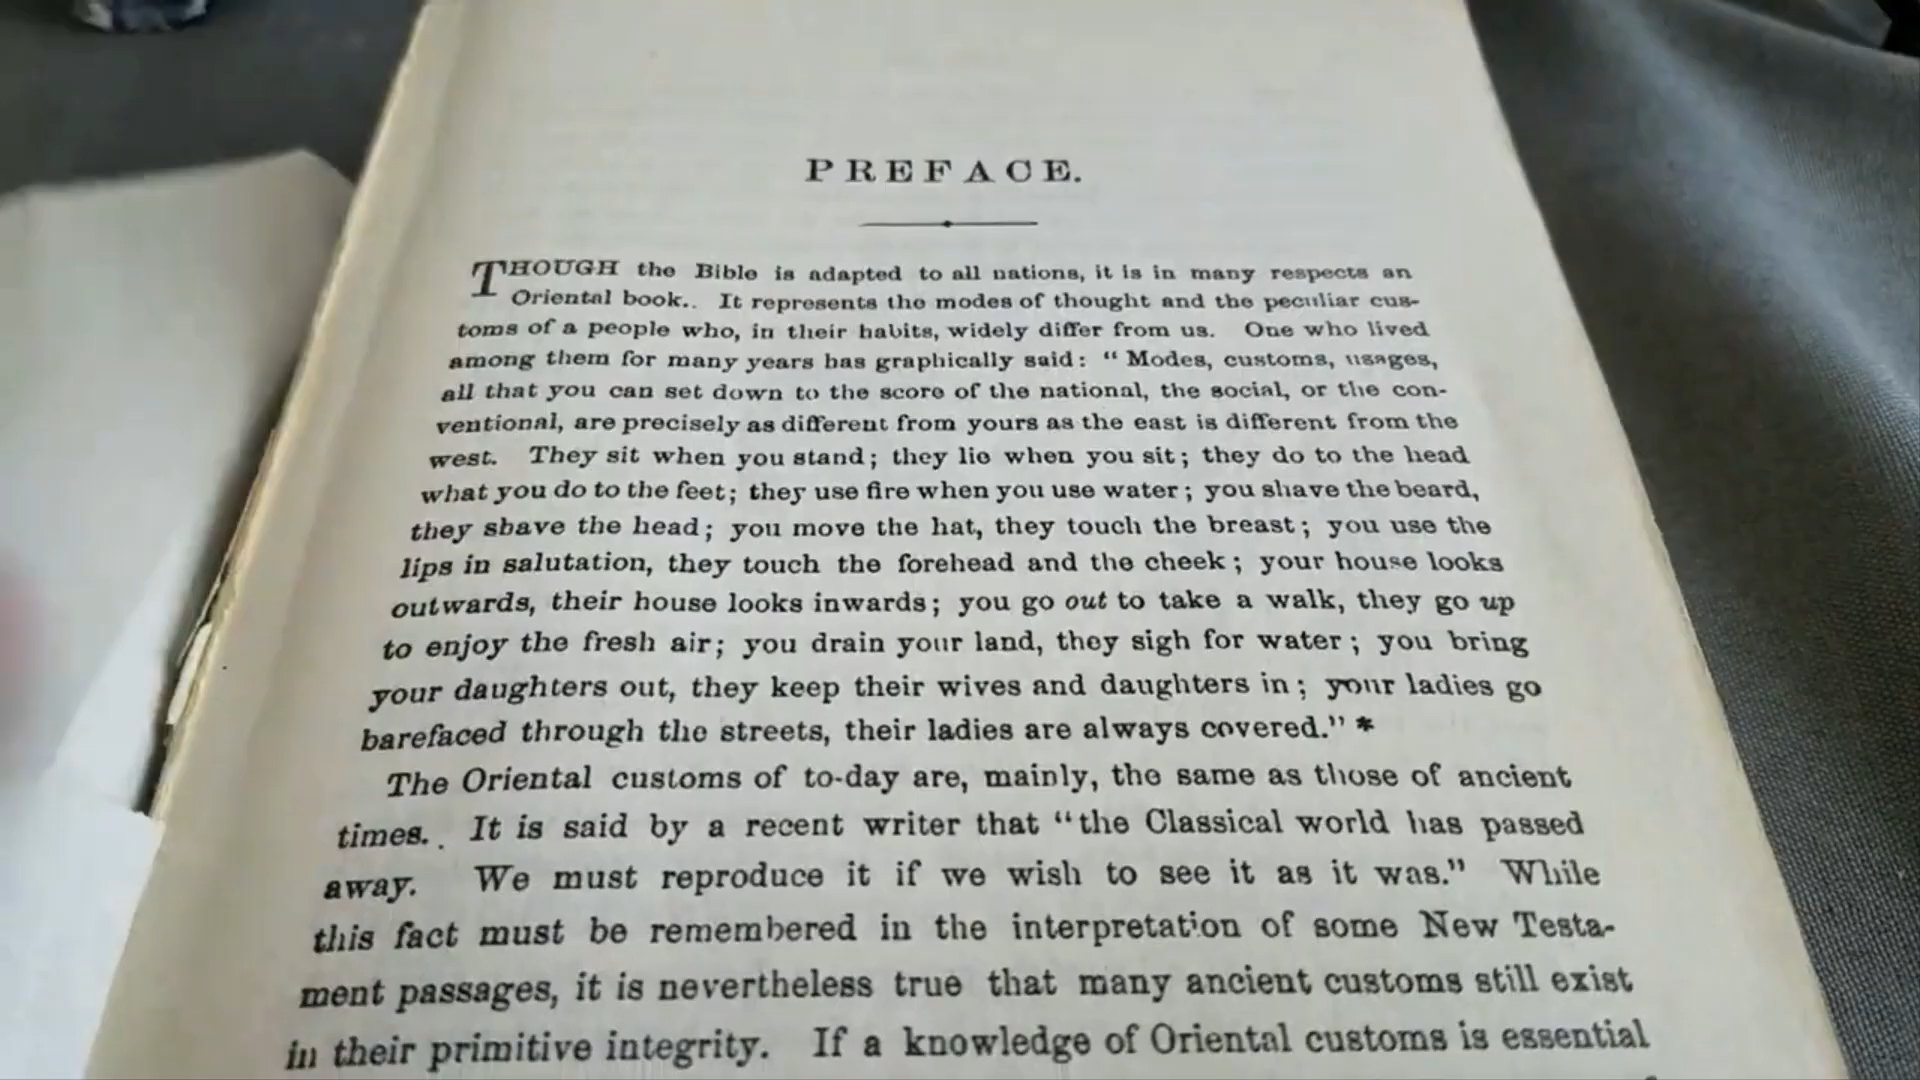 PREFACE.
THOUGH the Bible is adapted to all nations, it is in many respects an
Oriental book.. It represents the modes of thought and the peculiar cus-
toms of a people who, in their habits, widely differ from us. One who lived
among them for many years has graphically said: "Modes, customs, usages,
all that you can set down to the score of the national, the social, or the con-
ventional, are precisely as different from yours as the east is different from the
west. They sit when you stand; they lie when you sit; they do to the head
what you do to the feet; they use fire when you use water; you shave the beard,
they shave the head; you move the hat, they touch the breast; you use the
lips in salutation, they touch the forehead and the cheek; your house looks
outwards, their house looks inwards; you go out to take a walk, they go up
to enjoy the fresh air; you drain your land, they sigh for water; you bring
your daughters out, they keep their wives and daughters in; your ladies go
barefaced through the streets, their ladies are always covered." *
The Oriental customs of to-day are, mainly, the same as those of ancient
times. It is said by a recent writer that "the Classical world has passed
away. We must reproduce it if we wish to see it as it was." While
this fact must be remembered in the interpretation of some New Testa-
ment passages, it is nevertheless true that many ancient customs still exist
in their primitive integrity. If a knowledge of Oriental customs is essential